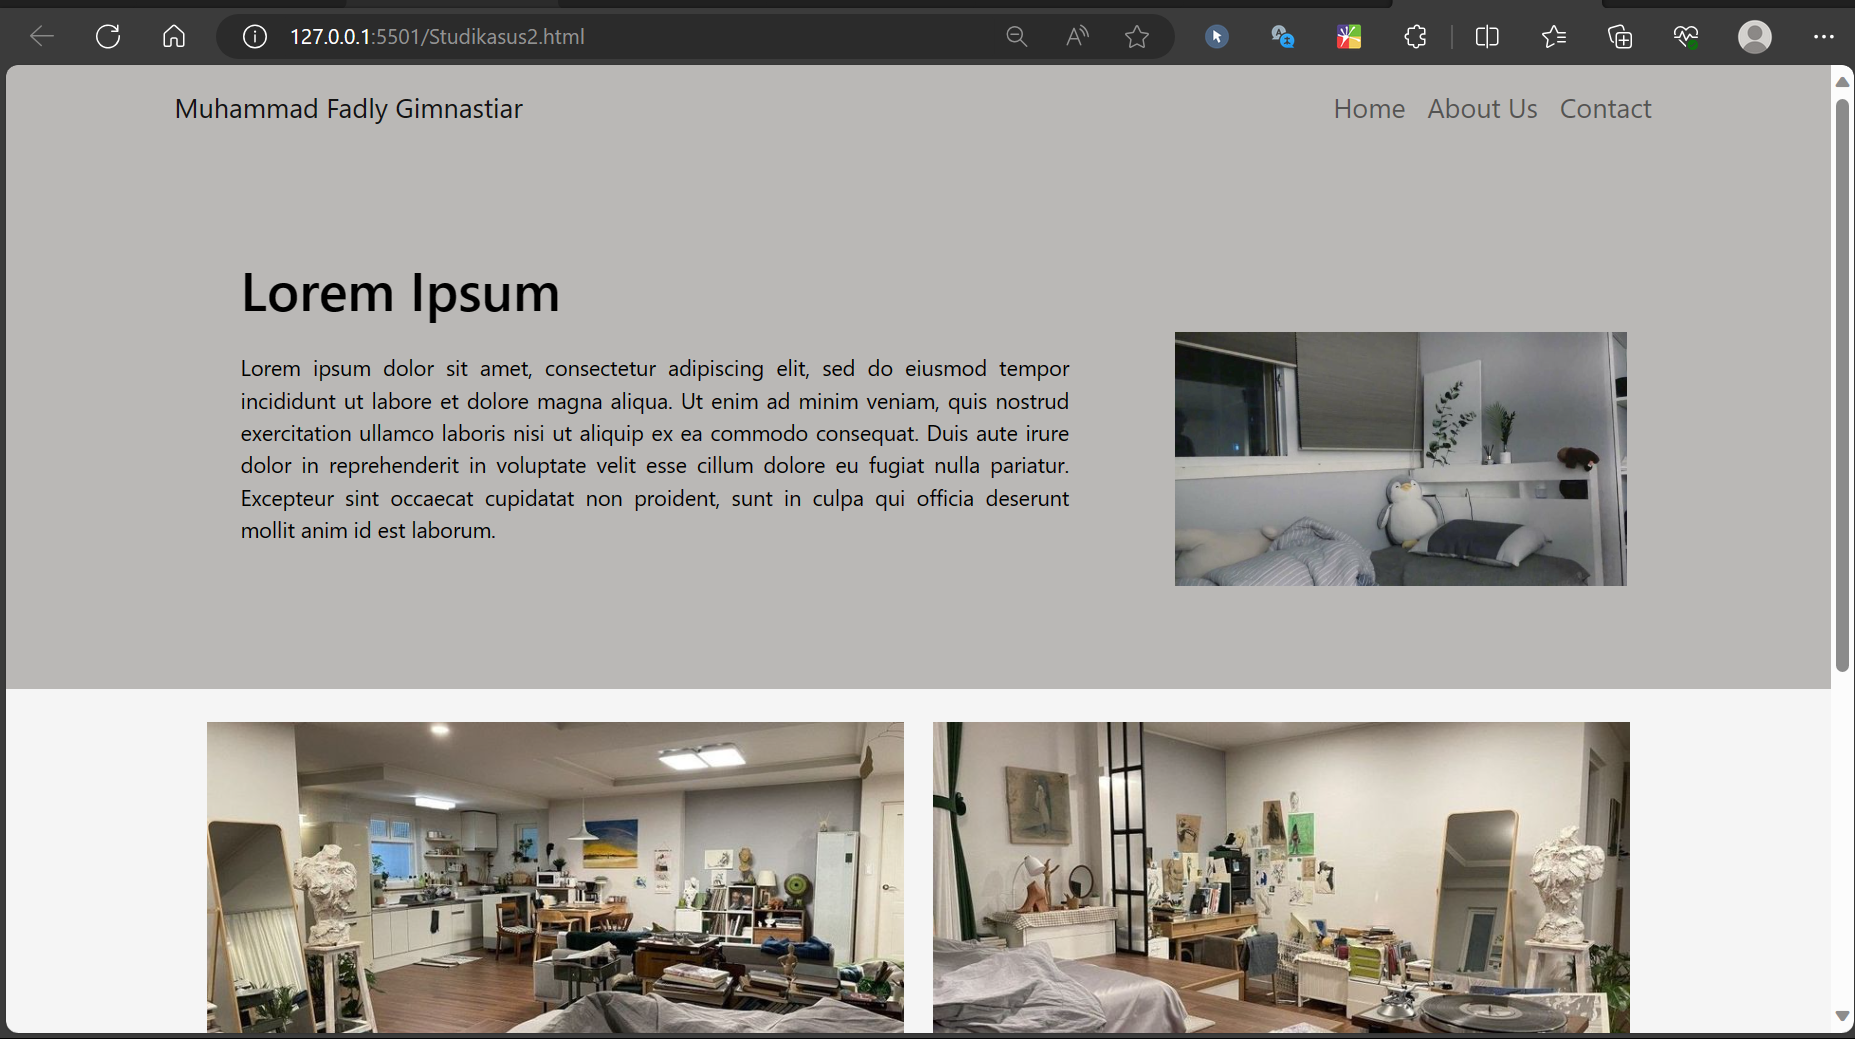 127.0.0.1:5501/Studikasus2.html
Muhammad Fadly Gimnastiar
Home About Us Contact
Lorem Ipsum
Lorem ipsum dolor sit amet, consectetur adipiscing elit, sed do eiusmod tempor
incididunt ut labore et dolore magna aliqua. Ut enim ad minim veniam, quis nostrud
exercitation ullamco laboris nisi ut aliquip ex ea commodo consequat. Duis aute irure
dolor in reprehenderit in voluptate velit esse cillum dolore eu fugiat nulla pariatur.
Excepteur sint occaecat cupidatat non proident, sunt in culpa qui officia deserunt
mollit anim id est laborum.